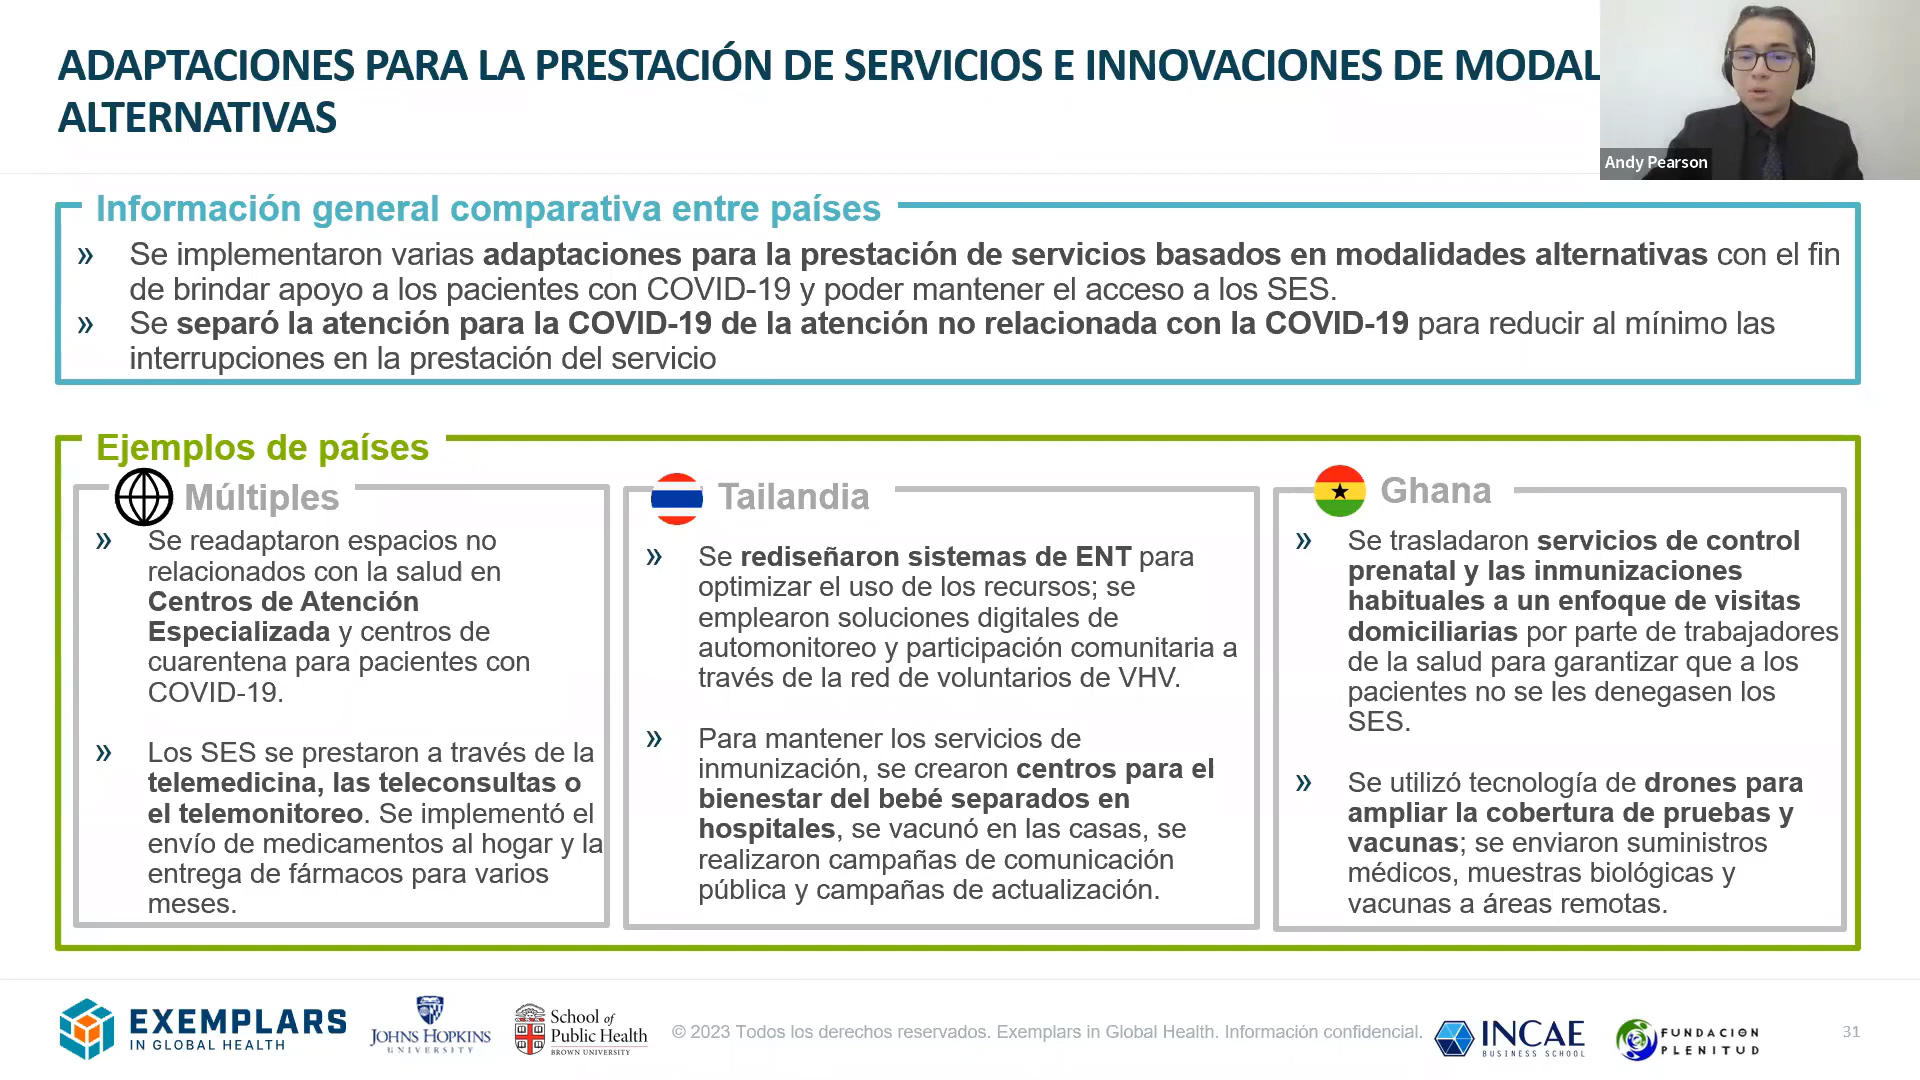 ADAPTACIONES PARA LA PRESTACIÓN DE SERVICIOS E INNOVACIONES DE MODAL
ALTERNATIVAS
Andy Pearson
Información general comparativa entre países
» Se implementaron varias adaptaciones para la prestación de servicios basados en modalidades alternativas con el fin
de brindar apoyo a los pacientes con COVID-19 y poder mantener el acceso a los SES.
» Se separó la atención para la COVID-19 de la atención no relacionada con la COVID-19 para reducir al mínimo las
interrupciones en la prestación del servicio
Ejemplos de países
Múltiples
» Se readaptaron espacios no
relacionados con la salud en
Centros de Atención
Especializada y centros de
cuarentena para pacientes con
COVID-19.
» Los SES se prestaron a través de la
telemedicina, las teleconsultas o
el telemonitoreo. Se implementó el
envío de medicamentos al hogar y la
entrega de fármacos para varios
meses.
Tailandia
» Se rediseñaron sistemas de ENT para
optimizar el uso de los recursos; se
emplearon soluciones digitales de
automonitoreo y participación comunitaria a
través de la red de voluntarios de VHV.
» Para mantener los servicios de
inmunización, se crearon centros para el
bienestar del bebé separados en
hospitales, se vacunó en las casas, se
realizaron campañas de comunicación
pública y campañas de actualización.
Ghana
» Se trasladaron servicios de control
prenatal y las inmunizaciones
habituales a un enfoque de visitas
domiciliarias por parte de trabajadores
de la salud para garantizar que a los
pacientes no se les denegasen los
SES.
» Se utilizó tecnología de drones para
ampliar la cobertura de pruebas y
vacunas; se enviaron suministros
médicos, muestras biológicas y
vacunas a áreas remotas.
EXEMPLARS
IN GLOBAL HEALTH
JOHNS HOPKINS
UNIVERSITY
School of
Public Health
BROWN UNIVERSITY
© 2023 Todos los derechos reservados. Exemplars in Global Health. Información confidencial.
INCAE
BUSINESS SCHOOL
FUNDACION
PLENITUD
31